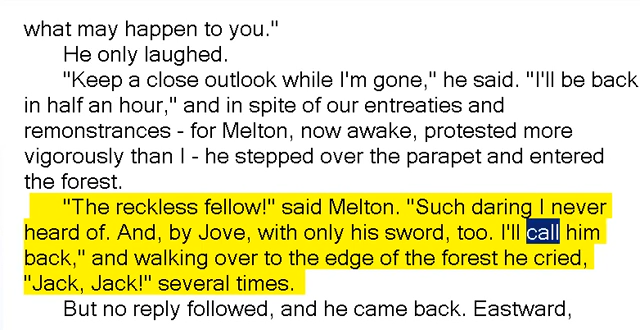 what may happen to you."
He only laughed.
"Keep a close outlook while I'm gone," he said. "I'll be back
in half an hour," and in spite of our entreaties and
remonstrances - for Melton, now awake, protested more
vigorously than I - he stepped over the parapet and entered
the forest.
"The reckless fellow!" said Melton. "Such daring I never
heard of. And, by Jove, with only his sword, too. I'll call him
back," and walking over to the edge of the forest he cried,
"Jack, Jack!" several times.
But no reply followed, and he came back. Eastward,